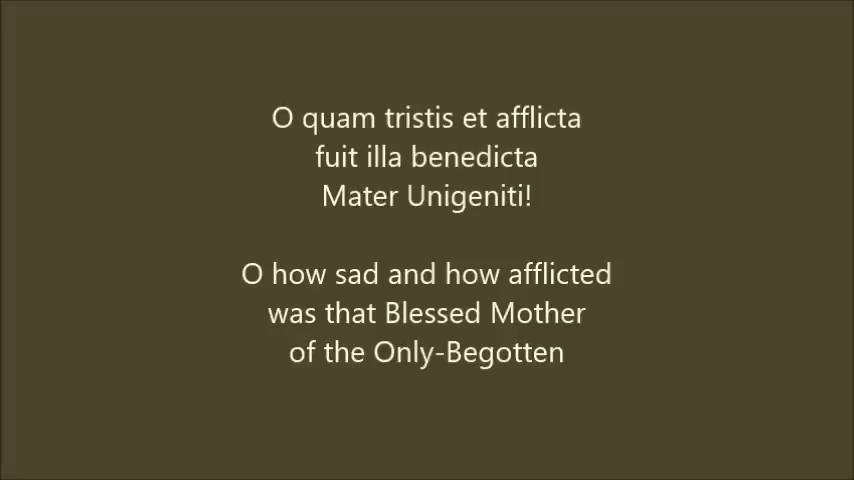 O quam tristis et afflicta
fuit illa benedicta
Mater Unigeniti!
O how sad and how afflicted
was that Blessed Mother
of the Only-Begotten